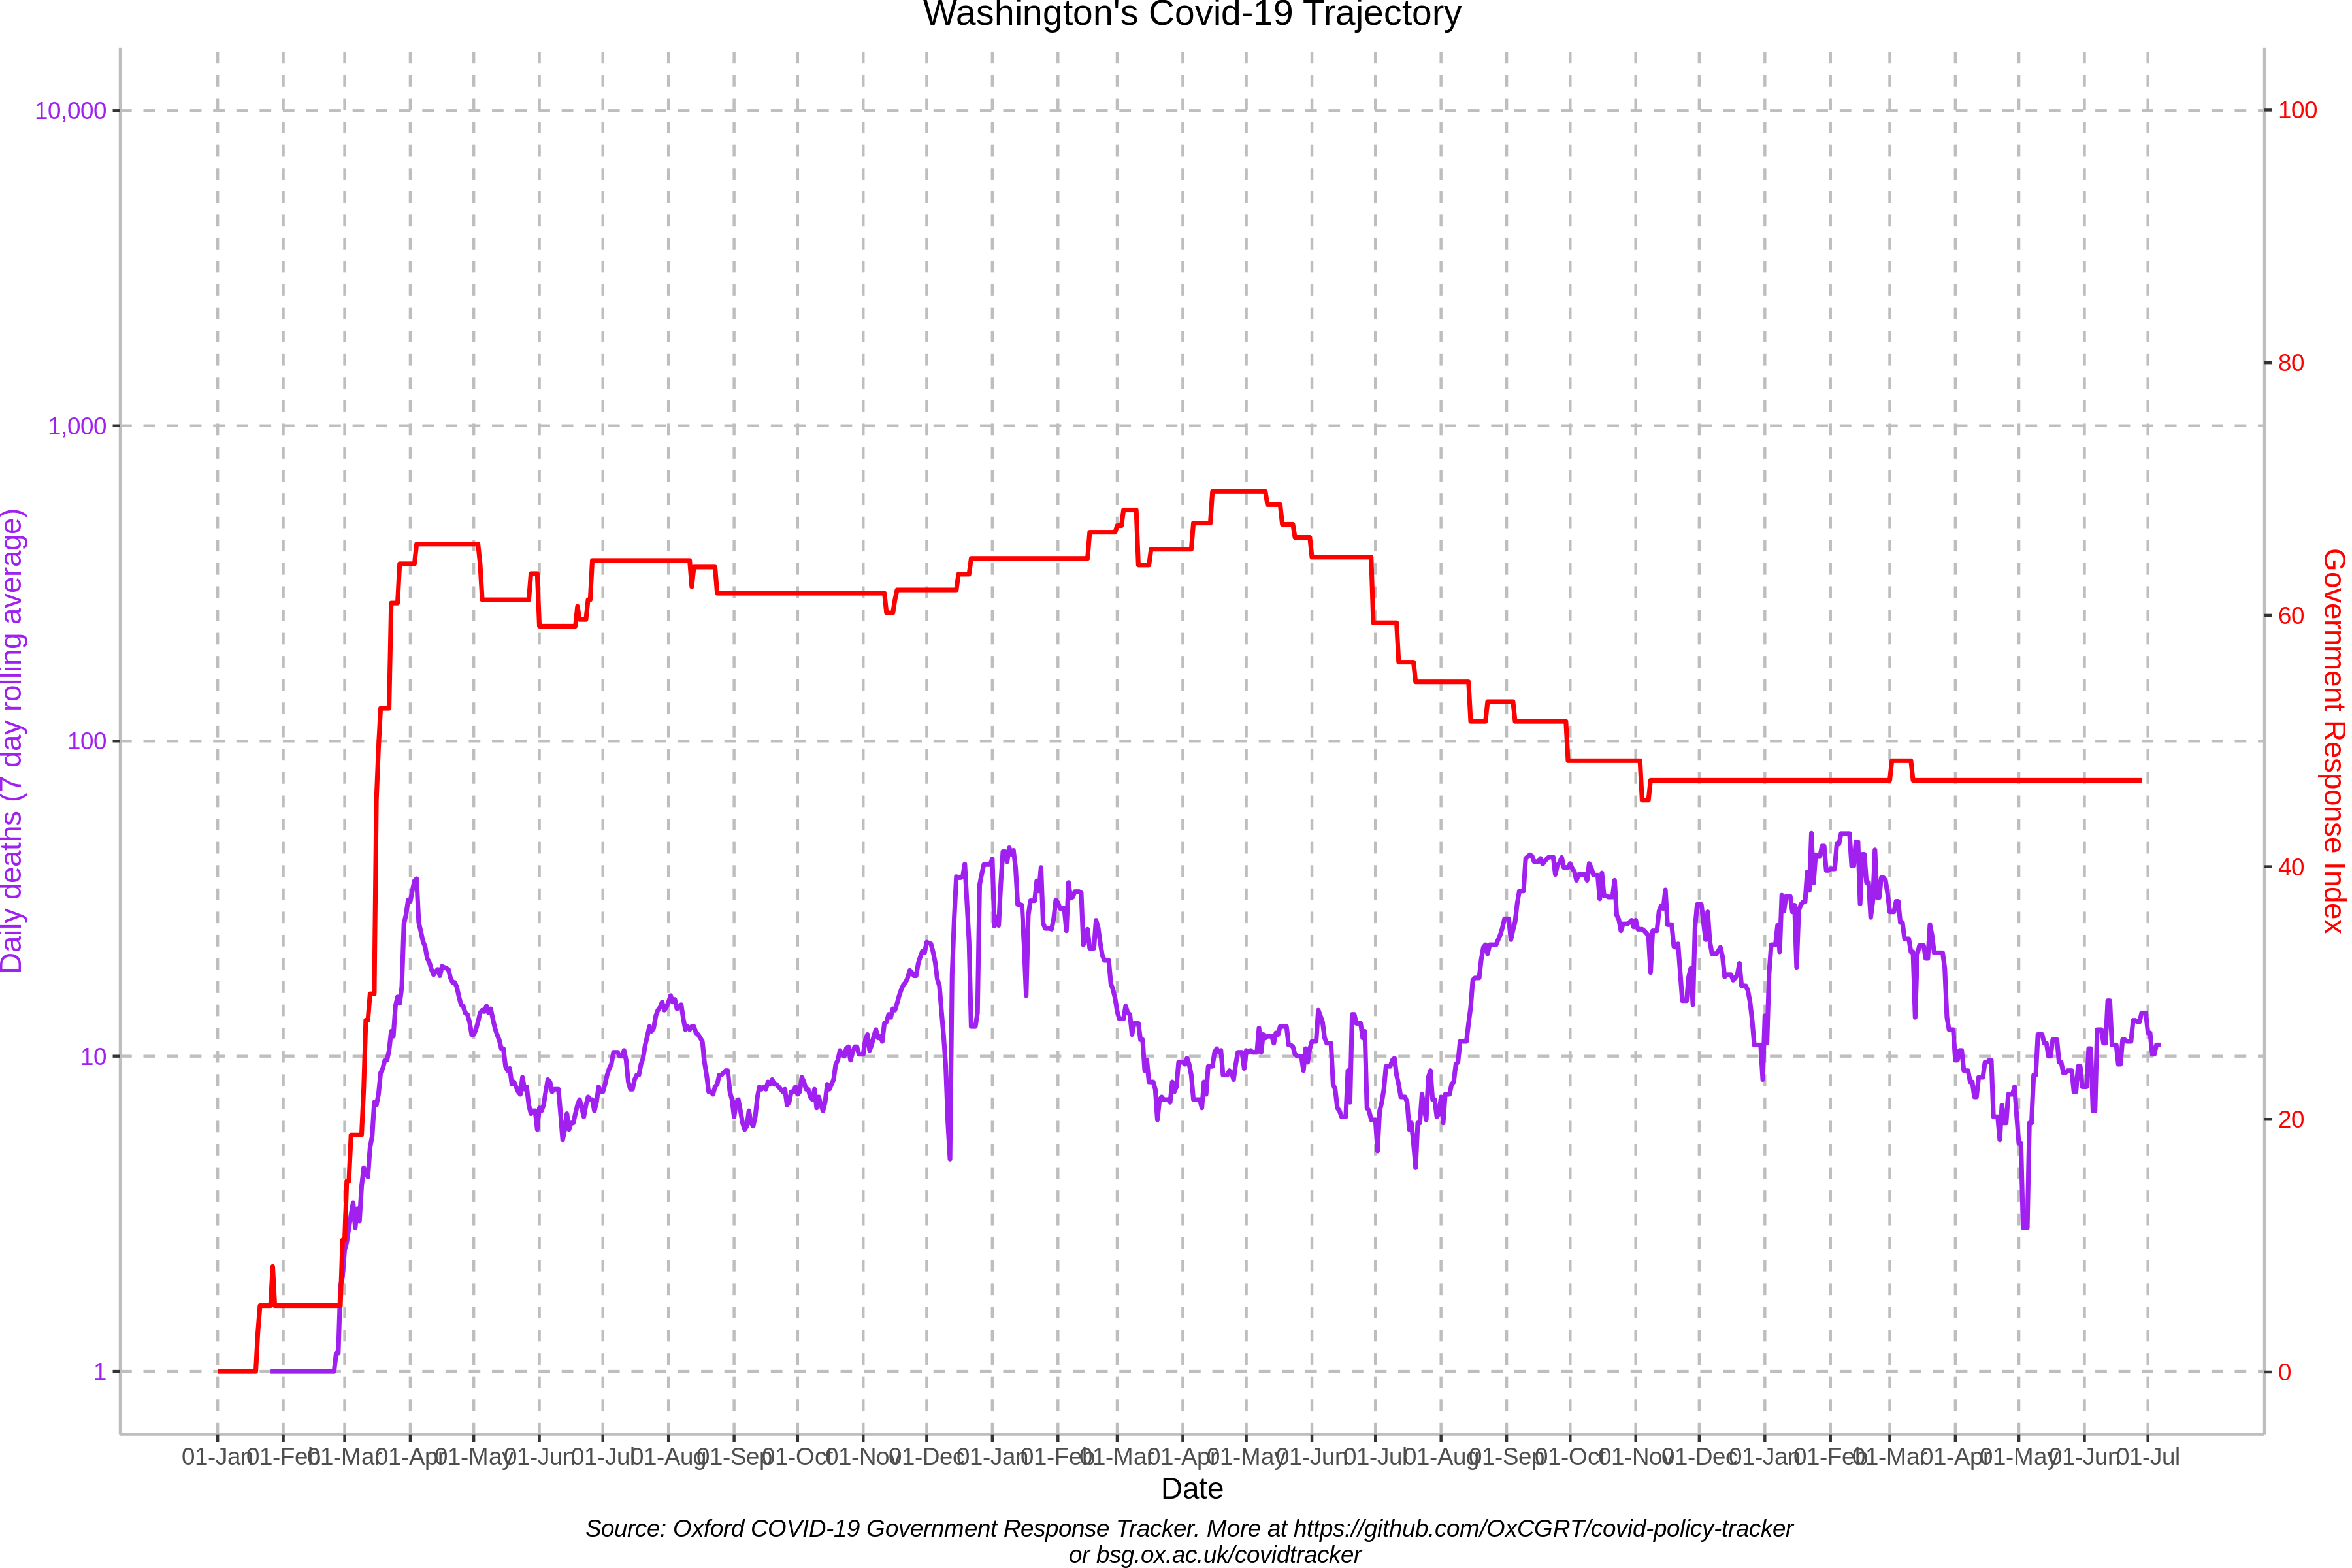 Washington's Covid-19 Trajectory
10,000
1,000
100
10
1
Daily deaths (7 day rolling average)
100
80
60
40
20
0
Government Response Index
01-Jan 01-Feb 01-Mar 01-Apr 01-May 01-Jun 01-Jul 01-Aug 01-Sep 01-Oct 01-Nov 01-Dec 01-Jan 01-Feb 01-Mar 01-Apr 01-May 01-Jun 01-Jul 01-Aug 01-Sep 01-Oct 01-Nov 01-Dec 01-Jan 01-Feb 01-Mar 01-Apr 01-May 01-Jun 01-Jul
Date
Source: Oxford COVID-19 Government Response Tracker. More at https://github.com/OxCGRT/covid-policy-tracker
or bsg.ox.ac.uk/covidtracker